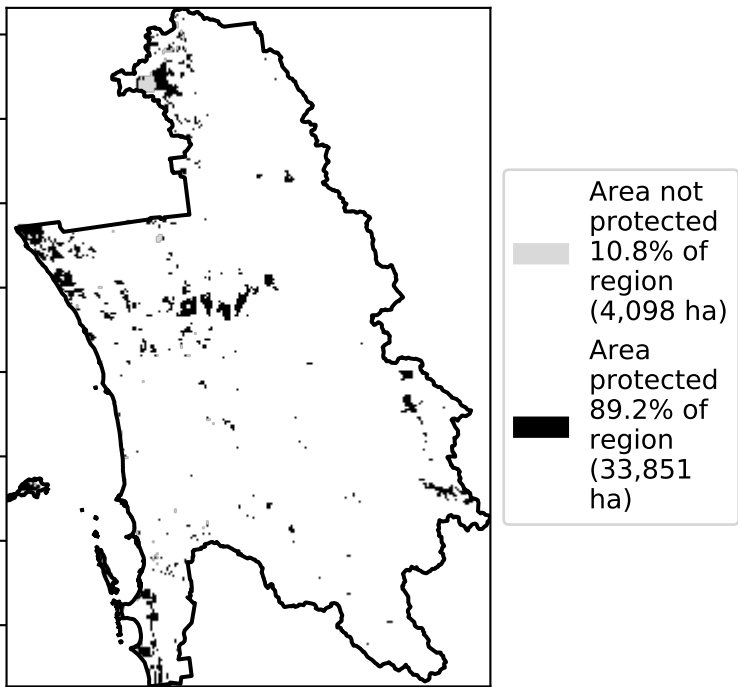 Area not
protected
10.8% of
region
(4,098 ha)
Area
protected
89.2% of
region
(33,851
ha)